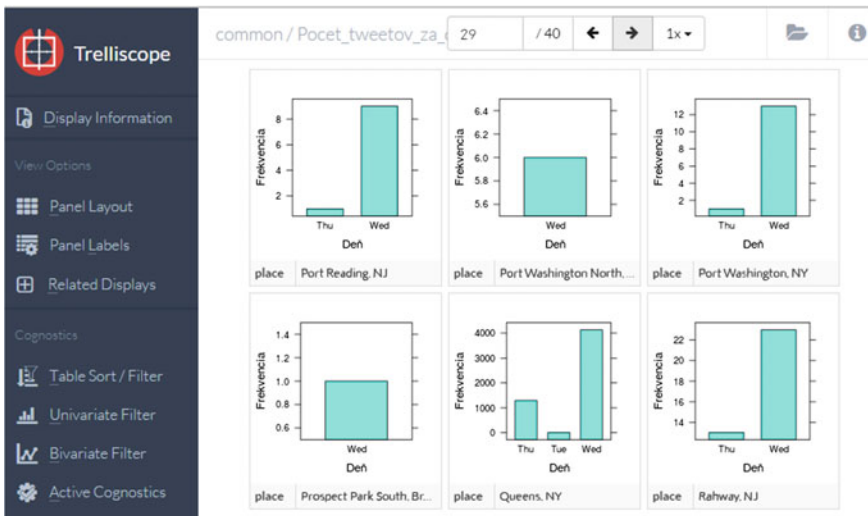 Trelliscope
common / Pocet_tweetov_za_
29 / 40 1x
Display Information
View Options
Panel Layout
Panel Labels
Related Displays
Cognostics
Table Sort / Filter
Univariate Filter
Bivariate Filter
Active Cognostics
Frekvencia
8
6
4
2
Thu Wed
Deň
place Port Reading, NJ
Frekvencia
6.4
6.2
6.0
5.8
5.6
Wed
Deň
place Port Washington North, ...
Frekvencia
12
10
8
6
4
2
Thu Wed
Deň
place Port Washington, NY
Frekvencia
1.4
1.2
1.0
0.8
0.6
Wed
Deň
place Prospect Park South, Br...
Frekvencia
4000
3000
2000
1000
0
Thu Tue Wed
Deň
place Queens, NY
Frekvencia
22
20
18
16
14
Thu Wed
Deň
place Rahway, NJ